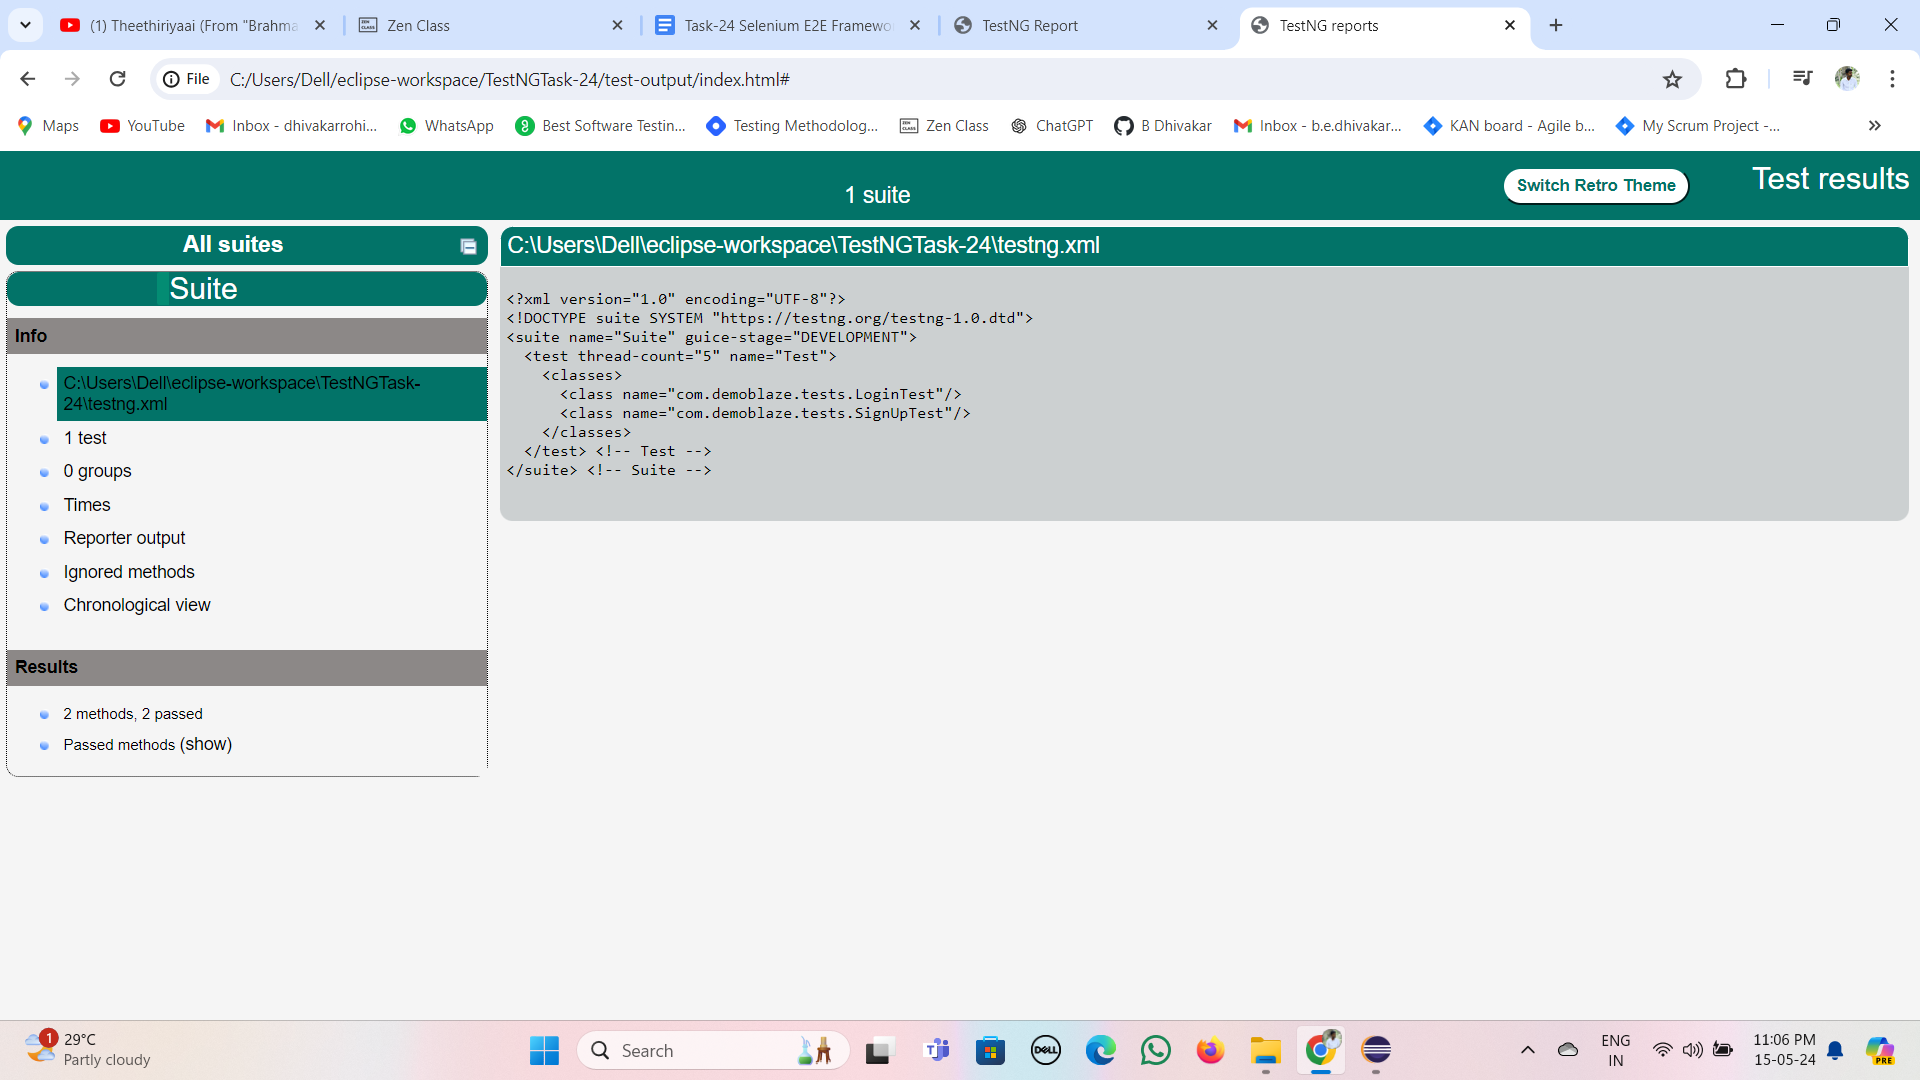 (1) Theethiriyaai (From "Brahma
Zen Class
Task-24 Selenium E2E Framewo
TestNG Report
TestNG reports
File
C:/Users/Dell/eclipse-workspace/TestNGTask-24/test-output/index.html#
Maps
YouTube
Inbox - dhivakarrohi...
WhatsApp
Best Software Testin...
Testing Methodolog...
Zen Class
ChatGPT
B Dhivakar
Inbox - b.e.dhivakar...
KAN board - Agile b...
My Scrum Project -...
1 suite
Switch Retro Theme
Test results
All suites
Suite
Info
C:\Users\Dell\eclipse-workspace\TestNGTask-
24\testng.xml
1 test
0 groups
Times
Reporter output
Ignored methods
Chronological view
Results
2 methods, 2 passed
Passed methods (show)
C:\Users\Dell\eclipse-workspace\TestNGTask-24\testng.xml
<?xml version="1.0" encoding="UTF-8"?>
<!DOCTYPE suite SYSTEM "https://testng.org/testng-1.0.dtd">
<suite name="Suite" guice-stage="DEVELOPMENT">
  <test thread-count="5" name="Test">
    <classes>
      <class name="com.demoblaze.tests.LoginTest"/>
      <class name="com.demoblaze.tests.SignUpTest"/>
    </classes>
  </test> <!-- Test -->
</suite> <!-- Suite -->
1
29°C
Partly cloudy
Search
DELL
ENG
IN
11:06 PM
15-05-24
PRE